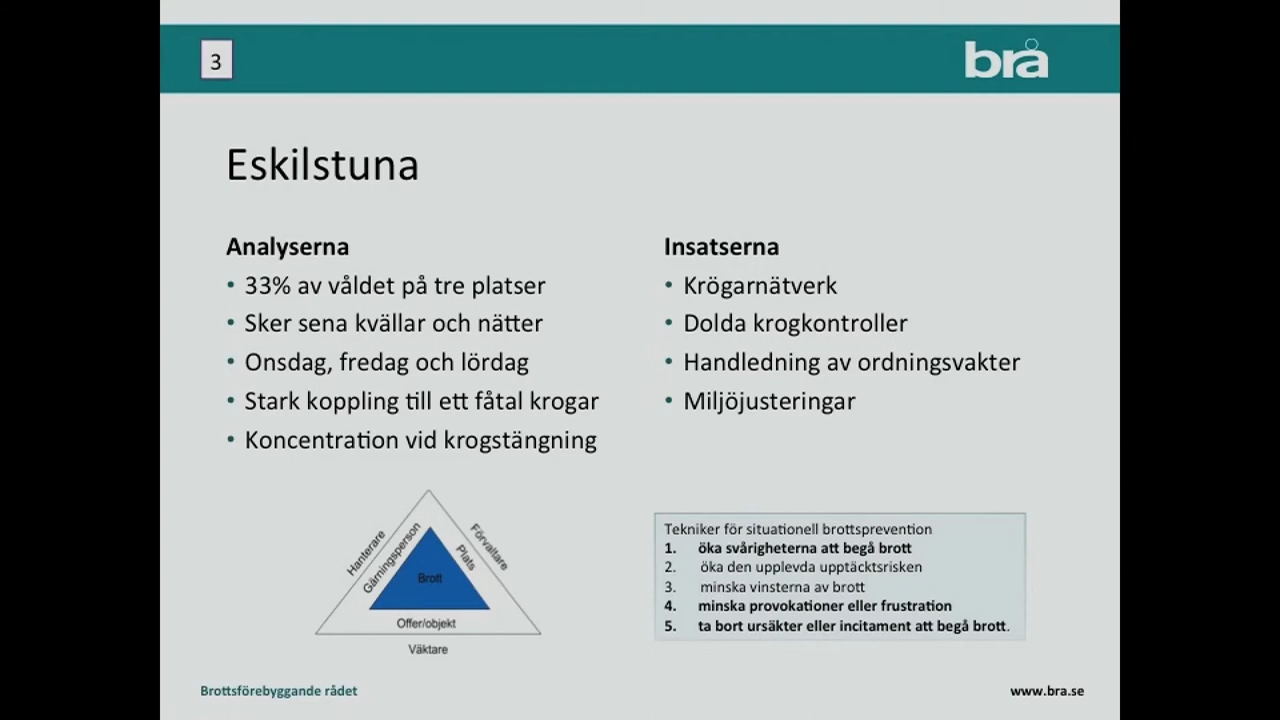 3
brå
Eskilstuna
Analyserna
• 33% av våldet på tre platser
• Sker sena kvällar och nätter
• Onsdag, fredag och lördag
• Stark koppling till ett fåtal krogar
• Koncentration vid krogstängning
Insatserna
• Krögarnätverk
• Dolda krogkontroller
• Handledning av ordningsvakter
• Miljöjusteringar
Hanterare
Gärningsperson
Förvaltare
Plats
Brott
Offer/objekt
Väktare
Tekniker för situationell brottsprevention
1. öka svårigheterna att begå brott
2. öka den upplevda upptäcktsrisken
3. minska vinsterna av brott
4. minska provokationer eller frustration
5. ta bort ursäkter eller incitament att begå brott.
Brottsförebyggande rådet
www.bra.se